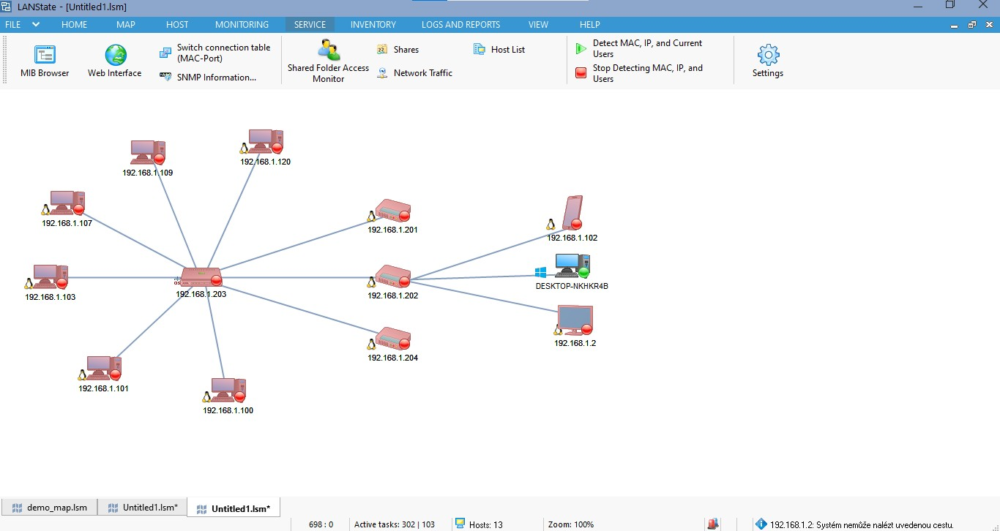 LANState - [Untitled1.lsm]
FILE HOME MAP HOST MONITORING SERVICE INVENTORY LOGS AND REPORTS VIEW HELP
MIB Browser
Web Interface
Switch connection table
(MAC-Port)
SNMP Information...
Shared Folder Access
Monitor
Shares
Network Traffic
Host List
Detect MAC, IP, and Current
Users
Stop Detecting MAC, IP, and
Users
Settings
192.168.1.120
192.168.1.109
192.168.1.107
192.168.1.201
192.168.1.102
192.168.1.103
CIS
192.168.1.203
192.168.1.202
DESKTOP-NKHKR4B
192.168.1.2
192.168.1.204
192.168.1.101
192.168.1.100
demo_map.lsm Untitled1.lsm* Untitled1.lsm*
698 : 0 Active tasks: 302 | 103 Hosts: 13 Zoom: 100% 192.168.1.2: Systém nemůže nalézt uvedenou cestu.